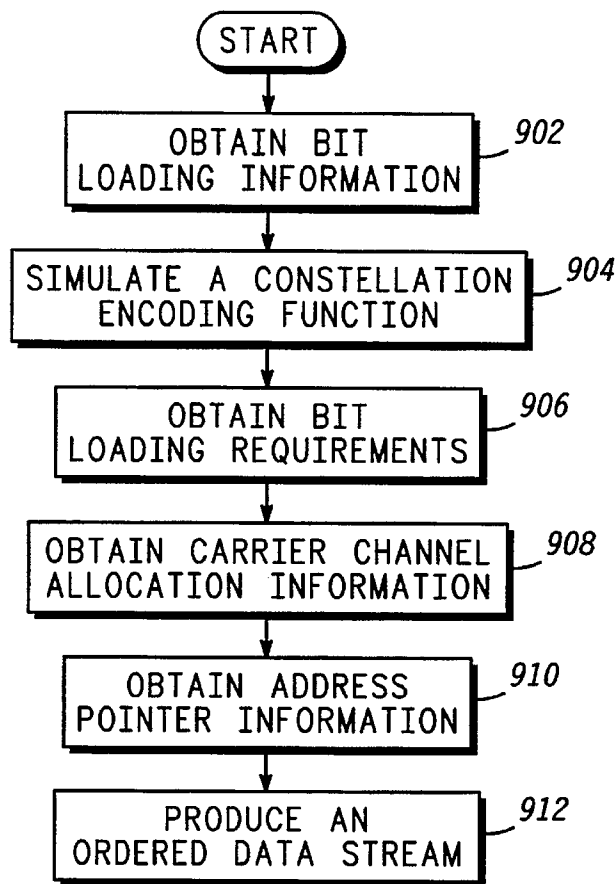 START
OBTAIN BIT
LOADING INFORMATION
902
SIMULATE A CONSTELLATION
ENCODING FUNCTION
904
OBTAIN BIT
LOADING REQUIREMENTS
906
OBTAIN CARRIER CHANNEL
ALLOCATION INFORMATION
908
OBTAIN ADDRESS
POINTER INFORMATION
910
PRODUCE AN
ORDERED DATA STREAM
912